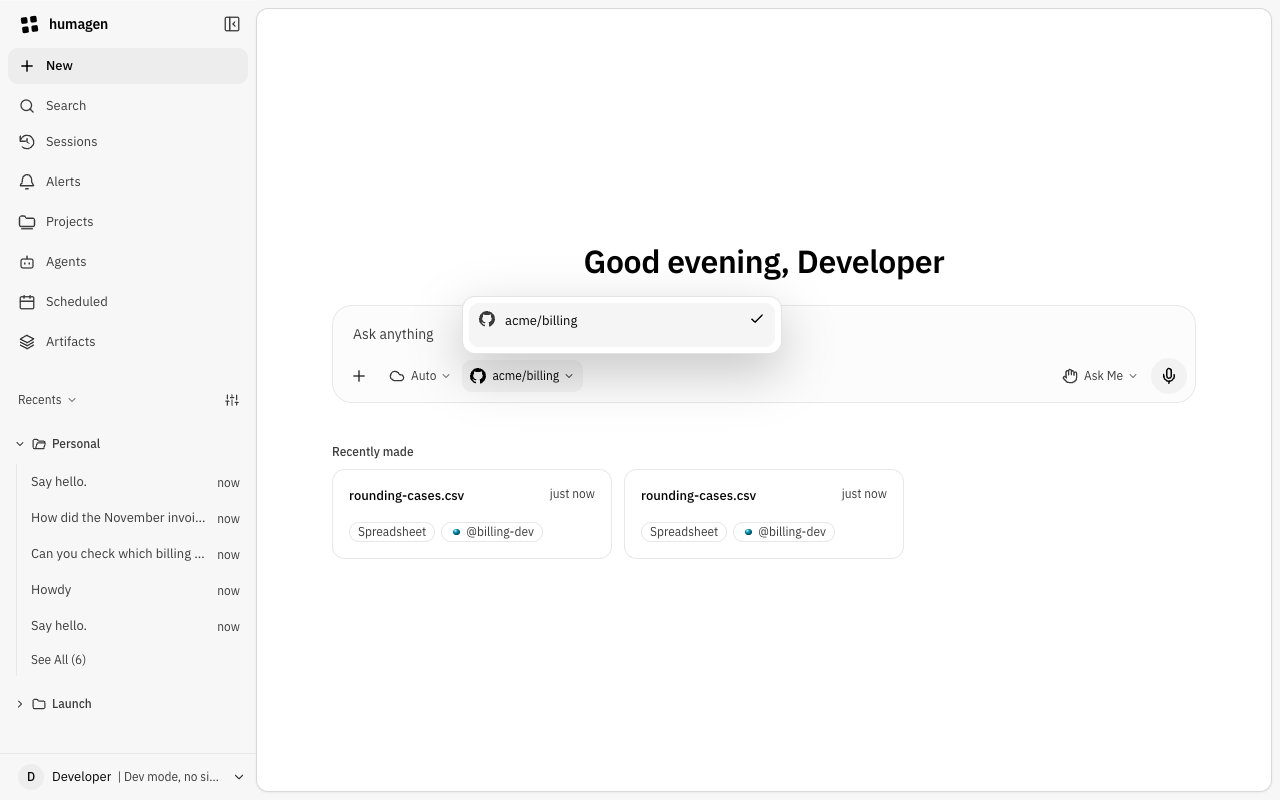 humagen
New
Search
Sessions
Alerts
Projects
Agents
Scheduled
Artifacts
Recents
Personal
Say hello. now
How did the November invoi... now
Can you check which billing ... now
Howdy now
Say hello. now
See All (6)
Launch
D Developer | Dev mode, no si...
Good evening, Developer
acme/billing
Ask anything
Auto acme/billing Ask Me
Recently made
rounding-cases.csv just now
Spreadsheet @billing-dev
rounding-cases.csv just now
Spreadsheet @billing-dev